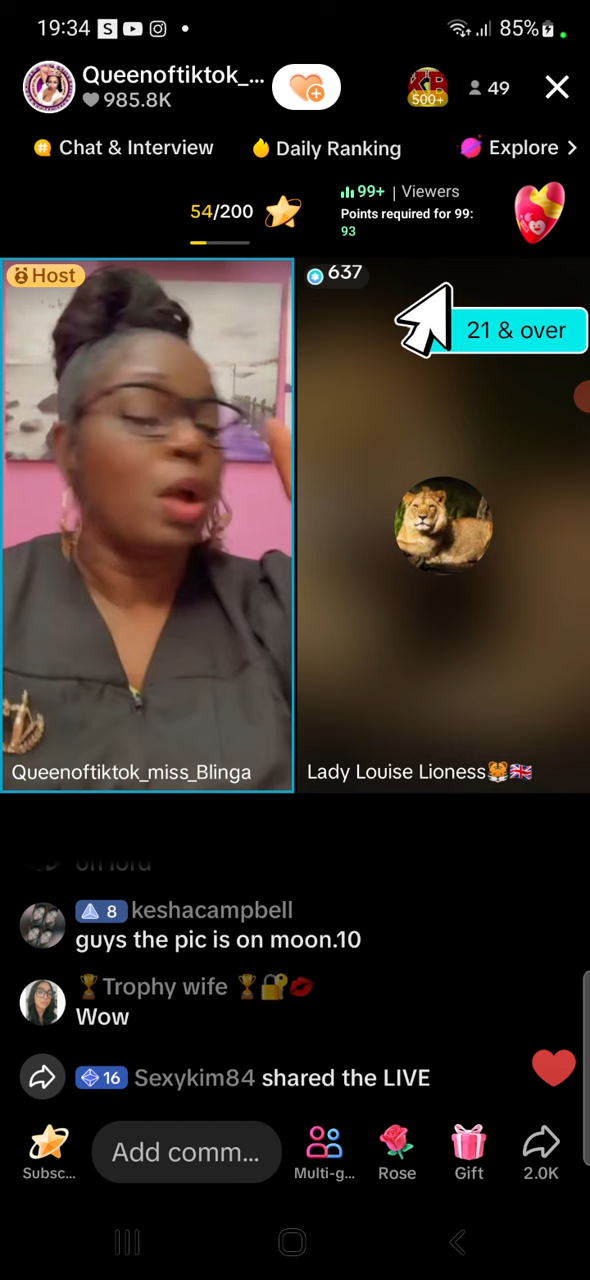 19:34
S
85%
Queenoftiktok_...
985.8K
500+
49
Chat & Interview
Daily Ranking
Explore
54/200
99+ | Viewers
Points required for 99:
93
Host
637
21 & over
Queenoftiktok_miss_Blinga
Lady Louise Lioness
8 keshacampbell
guys the pic is on moon.10
Trophy wife
Wow
16 Sexykim84 shared the LIVE
Subsc...
Add comm...
Multi-g...
Rose
Gift
2.0K